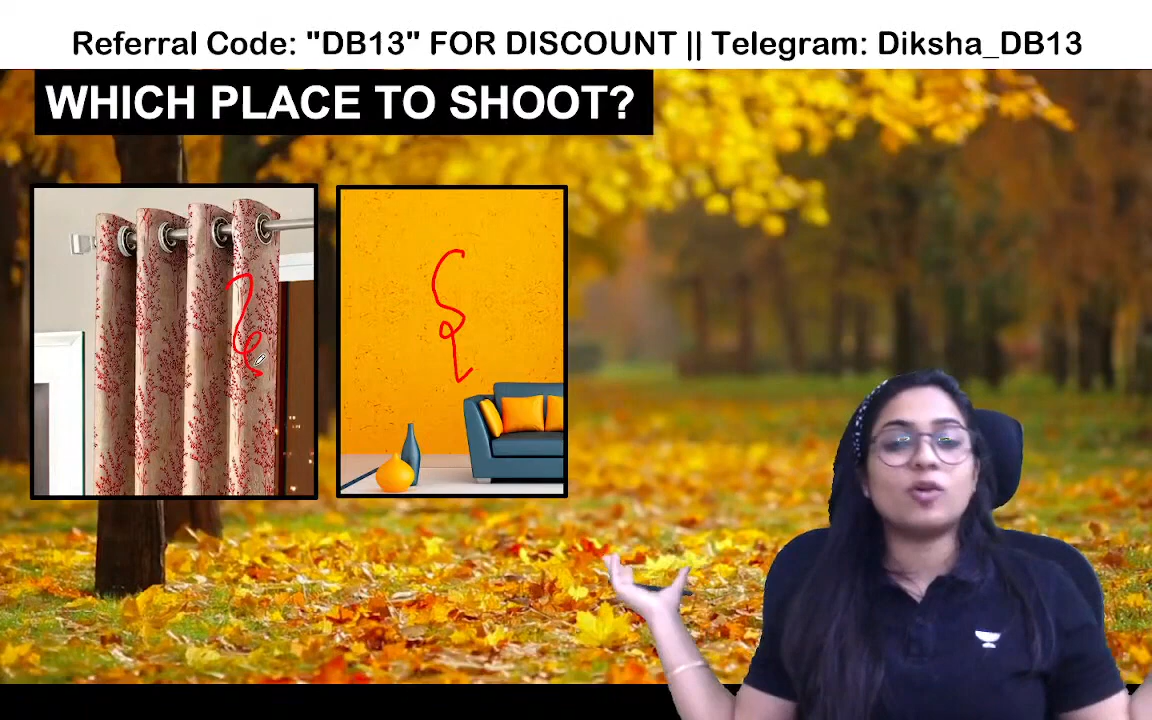 Referral Code: "DB13" FOR DISCOUNT || Telegram: Diksha_DB13
WHICH PLACE TO SHOOT?